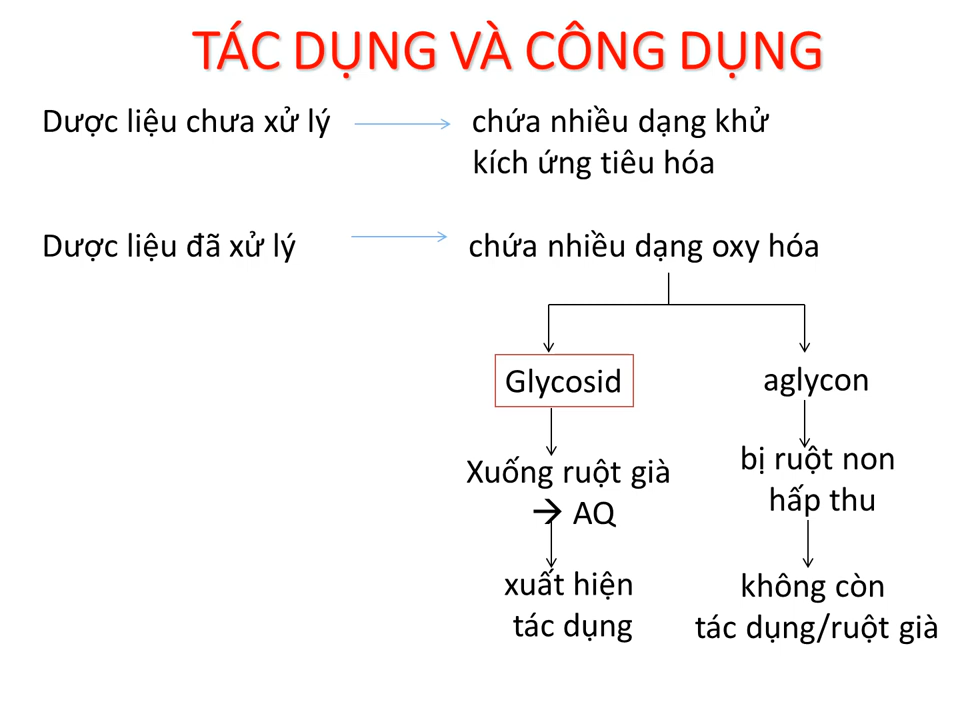 TÁC DỤNG VÀ CÔNG DỤNG
Dược liệu chưa xử lý
chứa nhiều dạng khử
kích ứng tiêu hóa
Dược liệu đã xử lý
chứa nhiều dạng oxy hóa
Glycosid
Xuống ruột già
→ AQ
xuất hiện
tác dụng
aglycon
bị ruột non
hấp thu
không còn
tác dụng/ruột già